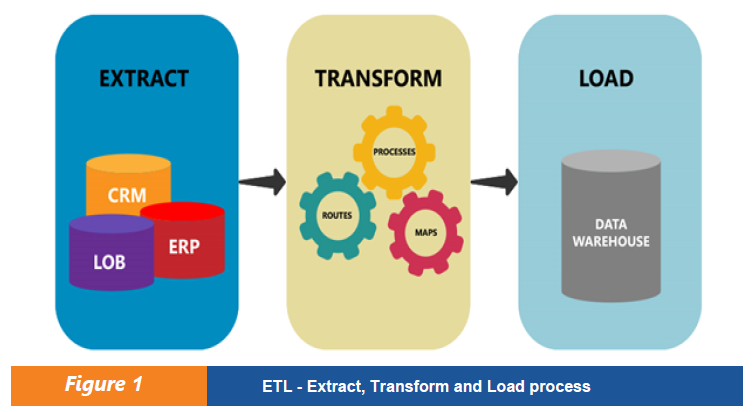 EXTRACT
CRM
LOB
ERP
TRANSFORM
PROCESSES
ROUTES
MAPS
LOAD
DATA
WAREHOUSE
Figure 1
ETL - Extract, Transform and Load process